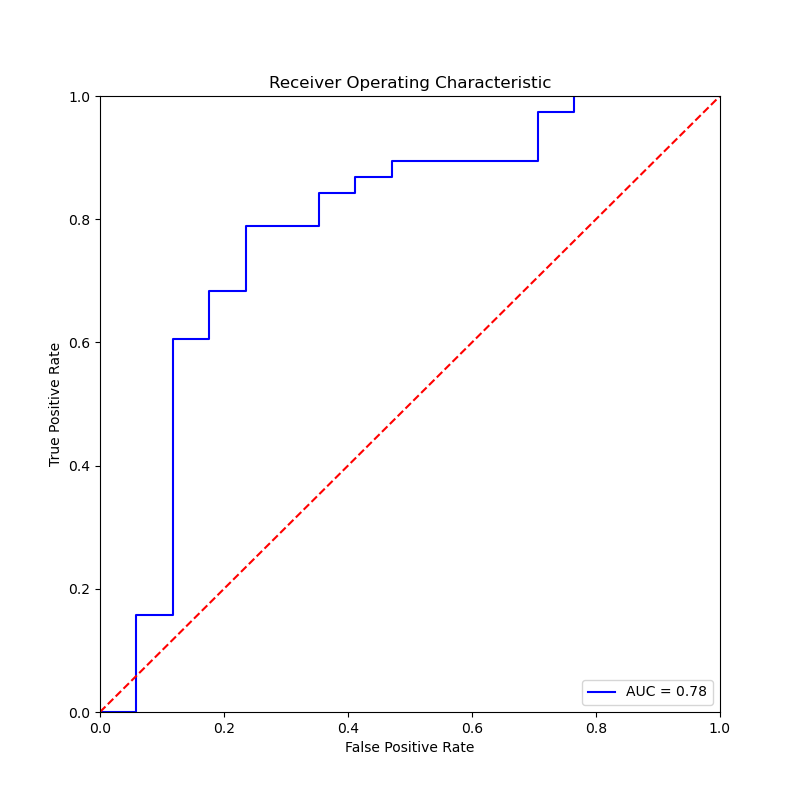 Receiver Operating Characteristic
1.0
0.8
0.6
0.4
0.2
0.0
True Positive Rate
AUC = 0.78
0.0 0.2 0.4 0.6 0.8 1.0
False Positive Rate